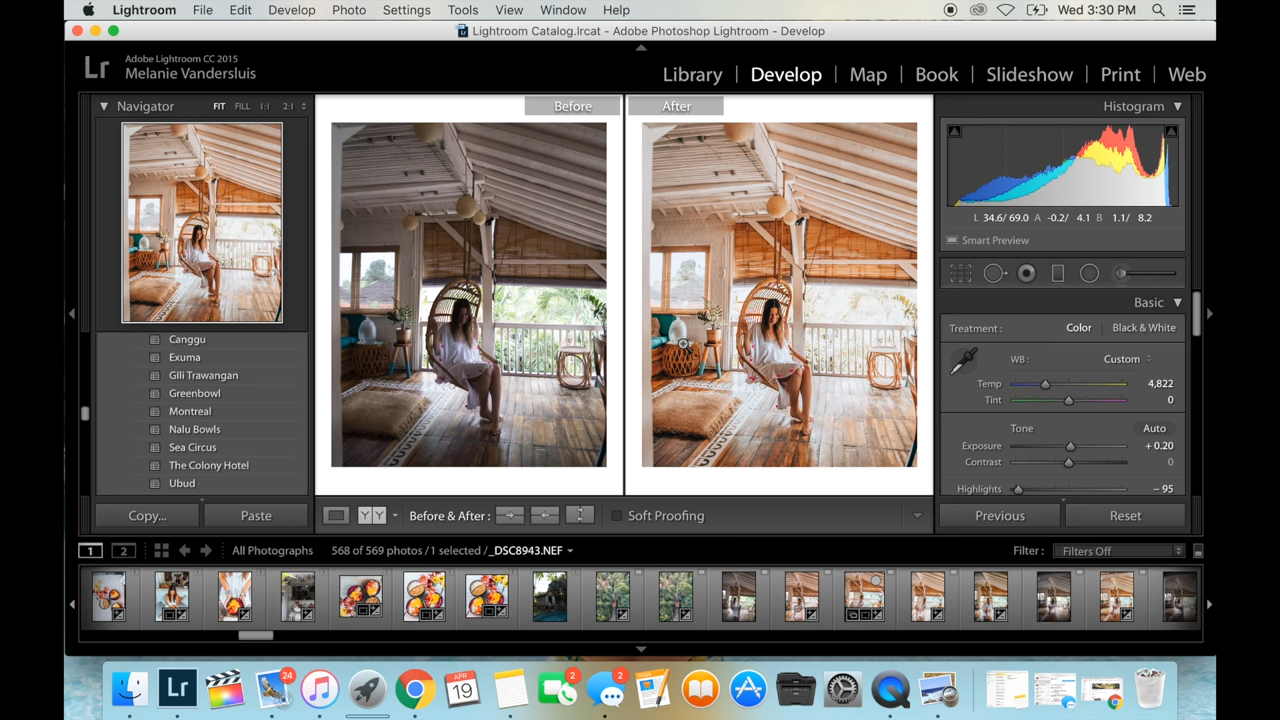 Lightroom File Edit Develop Photo Settings Tools View Window Help Wed 3:30 PM
Lightroom Catalog.lrcat - Adobe Photoshop Lightroom - Develop
Lr Adobe Lightroom CC 2015
Melanie Vandersluis
Library | Develop | Map | Book | Slideshow | Print | Web
Navigator FIT FILL 1:1 2:1
Before After
Histogram
L 34.6/ 69.0 A -0.2/ 4.1 B 1.1/ 8.2
Smart Preview
Basic
Treatment : Color | Black & White
WB : Custom
Temp 4,822
Tint 0
Tone Auto
Exposure + 0.20
Contrast 0
Highlights − 95
Canggu
Exuma
GIli Trawangan
Greenbowl
Montreal
Nalu Bowls
Sea Circus
The Colony Hotel
Ubud
Copy... Paste
YY Before & After : Soft Proofing
Previous Reset
1 2 All Photographs 568 of 569 photos / 1 selected / _DSC8943.NEF Filter : Filters Off
Lr 24 APR 19 2 2